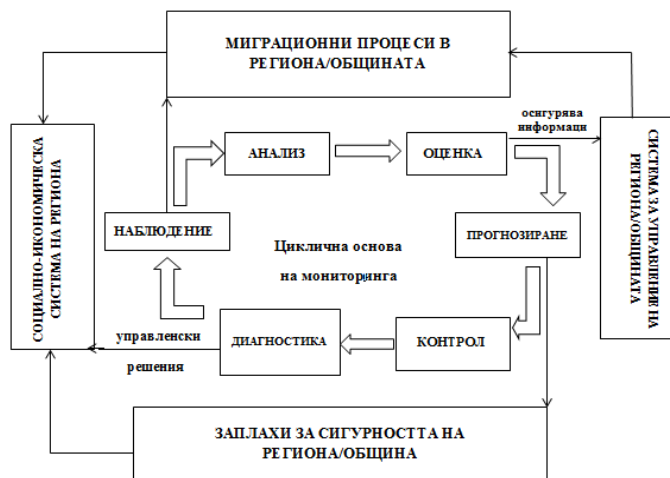 МИГРАЦИОННИ ПРОЦЕСИ В
РЕГИОНА/ОБЩИНАТА
осигурява
информаци
АНАЛИЗ
ОЦЕНКА
СОЦИАЛНО-ИКОНОМИЧЕСКА
СИСТЕМА НА РЕГИОНА
СИСТЕМА ЗА УПРАВЛЕНИЕ НА
РЕГИОНА/ОБЩИНАТА
НАБЛЮДЕНИЕ
ПРОГНОЗИРАНЕ
Циклична основа
на мониторинга
управленски
решения
ДИАГНОСТИКА
КОНТРОЛ
ЗАПЛАХИ ЗА СИГУРНОСТТА НА
РЕГИОНА/ОБЩИНА